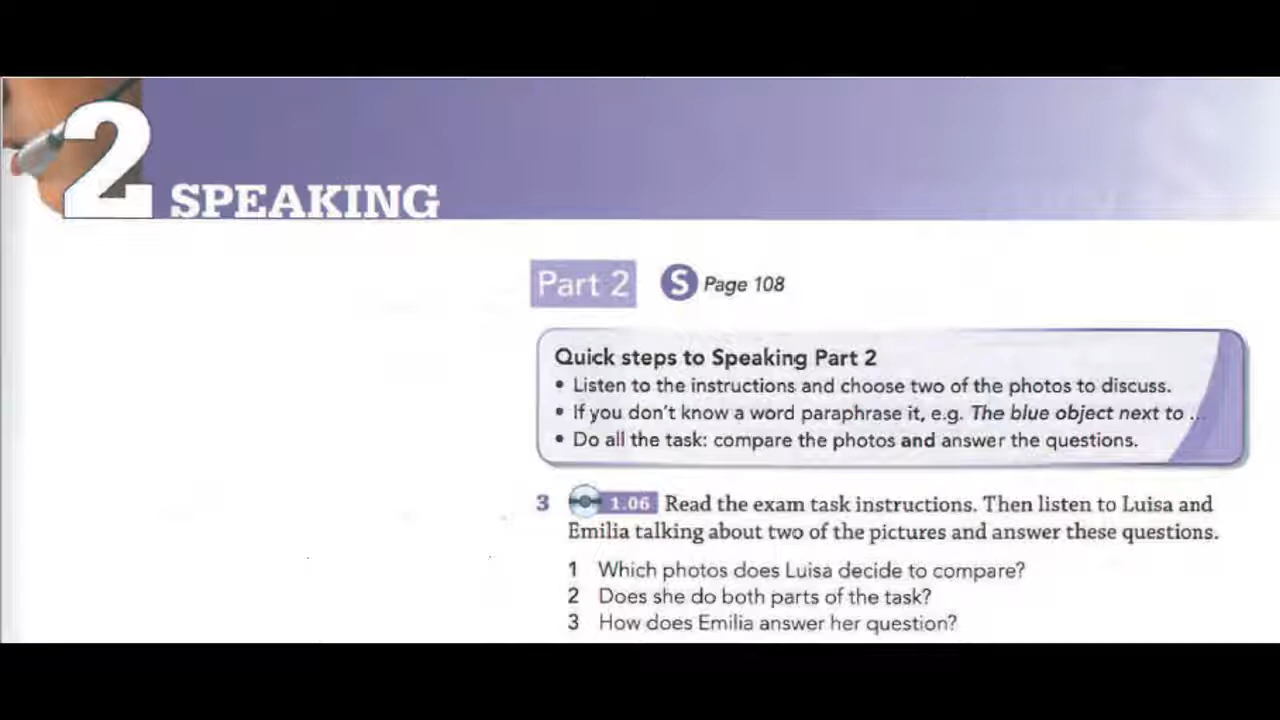 2 SPEAKING
Part 2 S Page 108
Quick steps to Speaking Part 2
• Listen to the instructions and choose two of the photos to discuss.
• If you don't know a word paraphrase it, e.g. The blue object next to ...
• Do all the task: compare the photos and answer the questions.
3 1.06 Read the exam task instructions. Then listen to Luisa and
Emilia talking about two of the pictures and answer these questions.
1 Which photos does Luisa decide to compare?
2 Does she do both parts of the task?
3 How does Emilia answer her question?